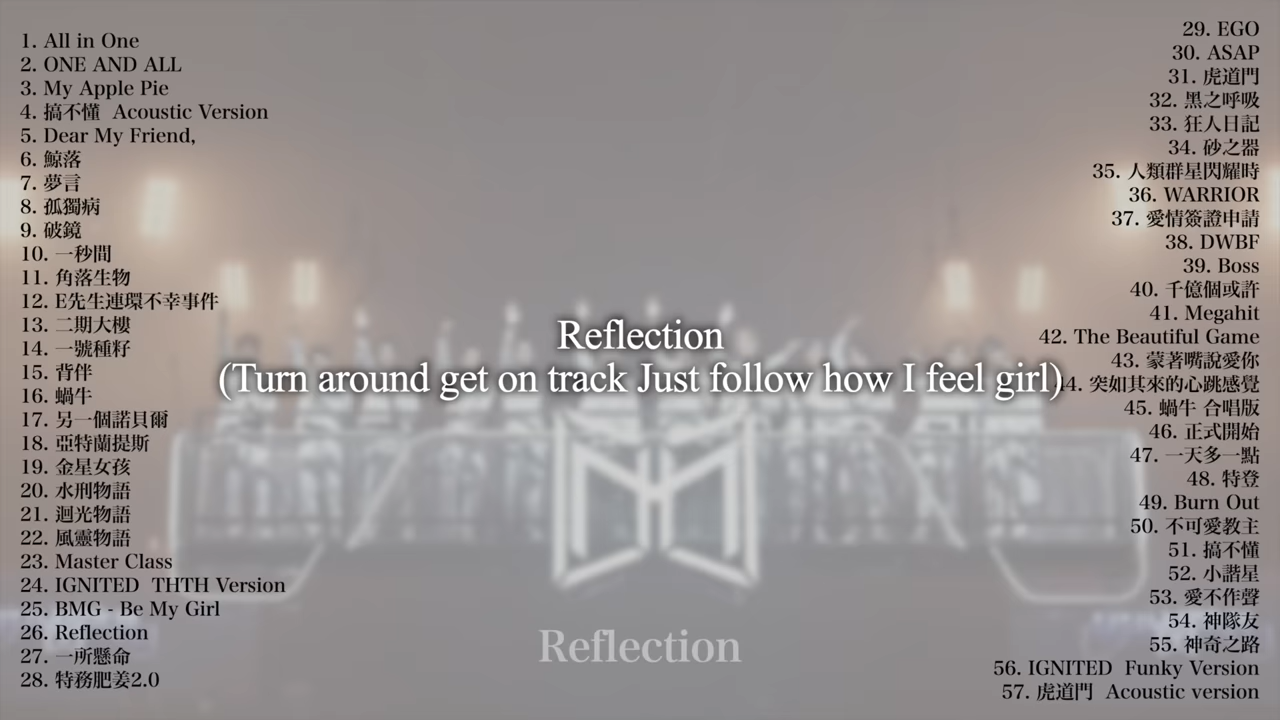 1. All in One
2. ONE AND ALL
3. My Apple Pie
4. 搞不懂 Acoustic Version
5. Dear My Friend,
6. 鯨落
7. 夢言
8. 孤獨病
9. 破鏡
10. 一秒間
11. 角落生物
12. E先生連環不幸事件
13. 二期大樓
14. 一號種籽
15. 背伴
16. 蝸牛
17. 另一個諾貝爾
18. 亞特蘭提斯
19. 金星女孩
20. 水刑物語
21. 迴光物語
22. 風靈物語
23. Master Class
24. IGNITED THTH Version
25. BMG - Be My Girl
26. Reflection
27. 一所懸命
28. 特務肥姜2.0
Reflection
(Turn around get on track Just follow how I feel girl)
Reflection
29. EGO
30. ASAP
31. 虎道門
32. 黑之呼吸
33. 狂人日記
34. 砂之器
35. 人類群星閃耀時
36. WARRIOR
37. 愛情簽證申請
38. DWBF
39. Boss
40. 千億個或許
41. Megahit
42. The Beautiful Game
43. 蒙著嘴說愛你
44. 突如其來的心跳感覺
45. 蝸牛 合唱版
46. 正式開始
47. 一天多一點
48. 特登
49. Burn Out
50. 不可愛教主
51. 搞不懂
52. 小諧星
53. 愛不作聲
54. 神隊友
55. 神奇之路
56. IGNITED Funky Version
57. 虎道門 Acoustic version